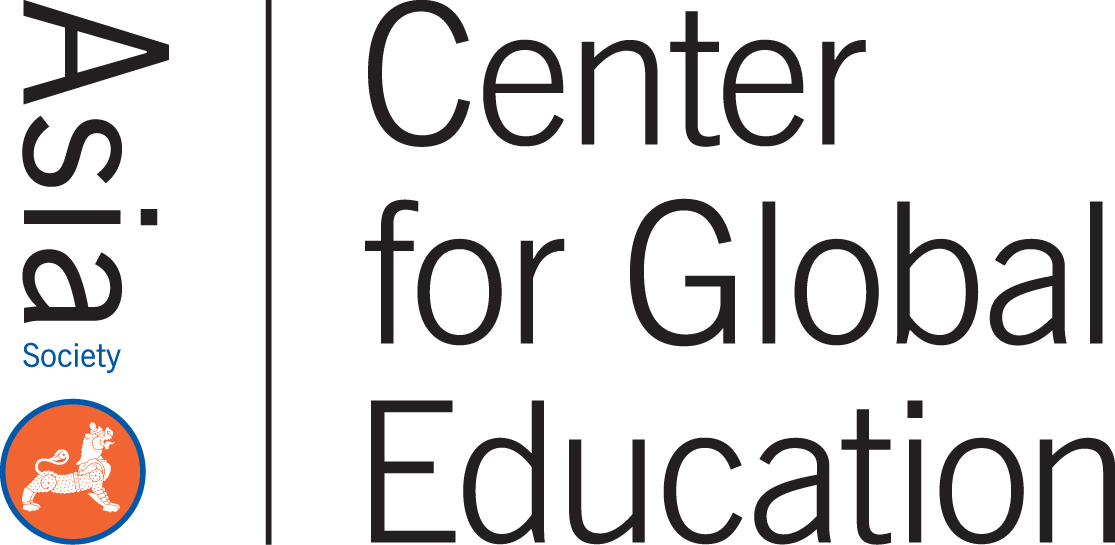 Asia
Society
Center
for Global
Education